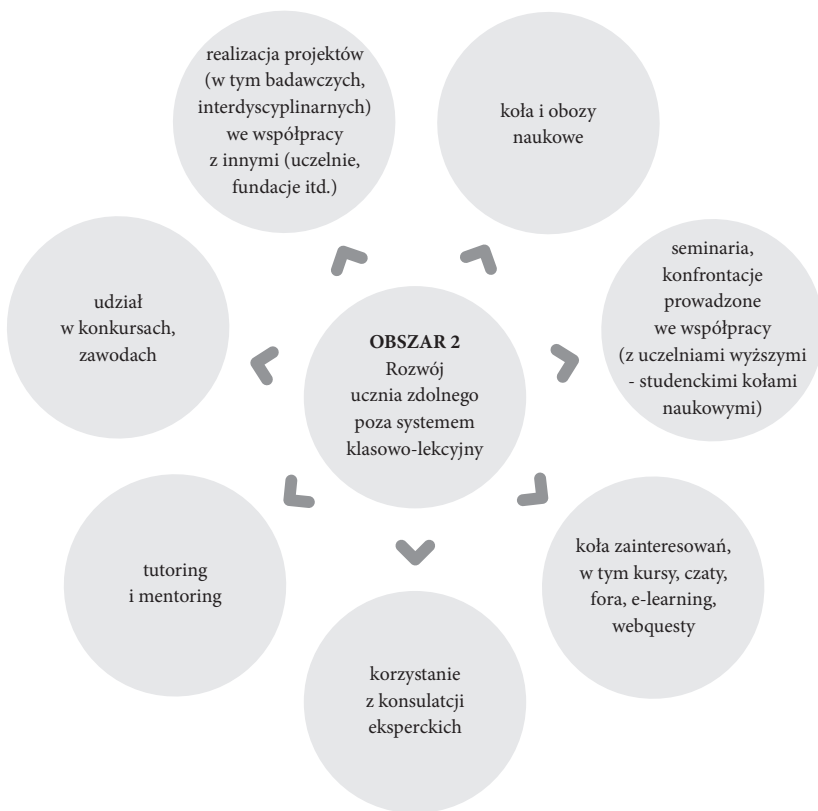 realizacja projektów
(w tym badawczych,
interdyscyplinarnych)
we współpracy
z innymi (uczelnie,
fundacje itd.)
koła i obozy
naukowe
seminaria,
konfrontacje
prowadzone
we współpracy
(z uczelniami wyższymi
- studenckimi kołami
naukowymi)
udział
w konkursach,
zawodach
OBSZAR 2
Rozwój
ucznia zdolnego
poza systemem
klasowo-lekcyjny
koła zainteresowań,
w tym kursy, czaty,
fora, e-learning,
webquesty
tutoring
i mentoring
korzystanie
z konsulatcji
eksperckich